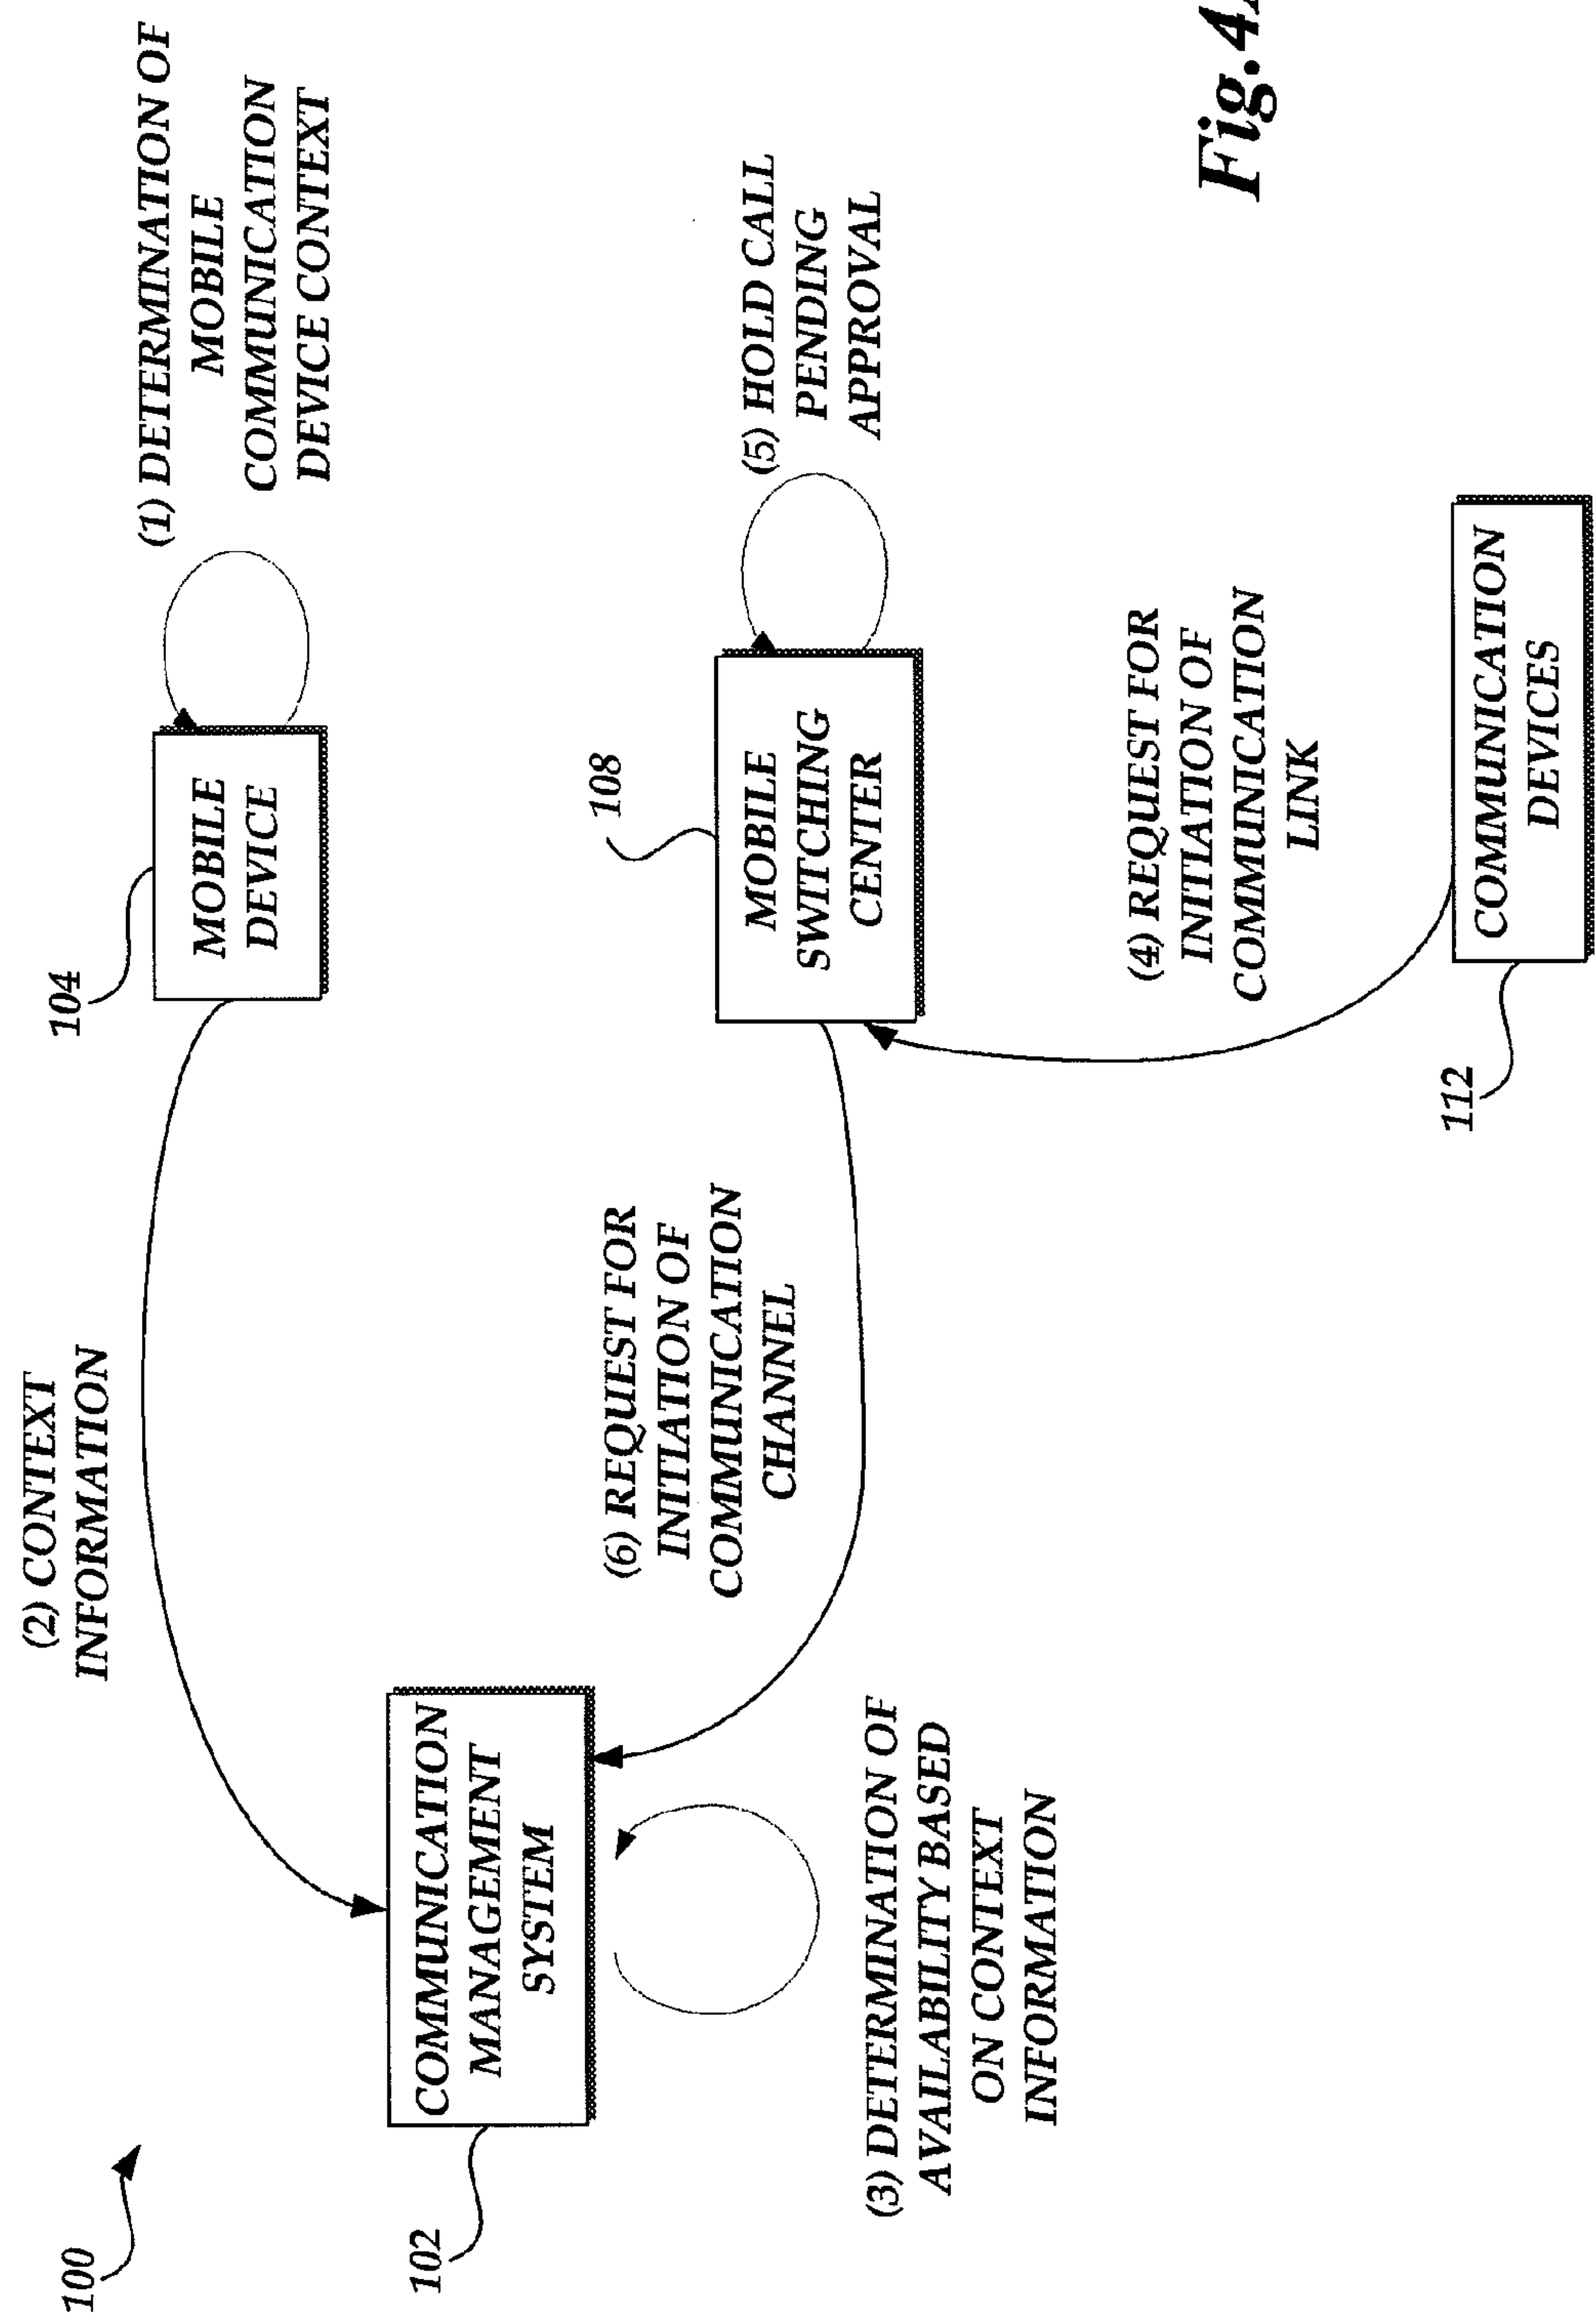 100
(2) CONTEXT
INFORMATION
104
MOBILE
DEVICE
(1) DETERMINATION OF
MOBILE
COMMUNICATION
DEVICE CONTEXT
102
COMMUNICATION
MANAGEMENT
SYSTEM
(6) REQUEST FOR
INITIATION OF
COMMUNICATION
CHANNEL
108
MOBILE
SWITCHING
CENTER
(5) HOLD CALL
PENDING
APPROVAL
(3) DETERMINATION OF
AVAILABILITY BASED
ON CONTEXT
INFORMATION
(4) REQUEST FOR
INITIATION OF
COMMUNICATION
LINK
112
COMMUNICATION
DEVICES
Fig.4